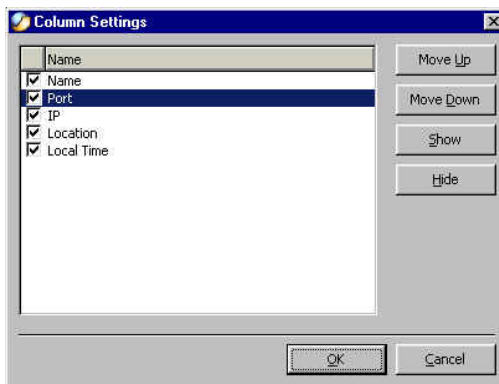 Column Settings
Name
Name
Port
IP
Location
Local Time
Move Up
Move Down
Show
Hide
OK
Cancel